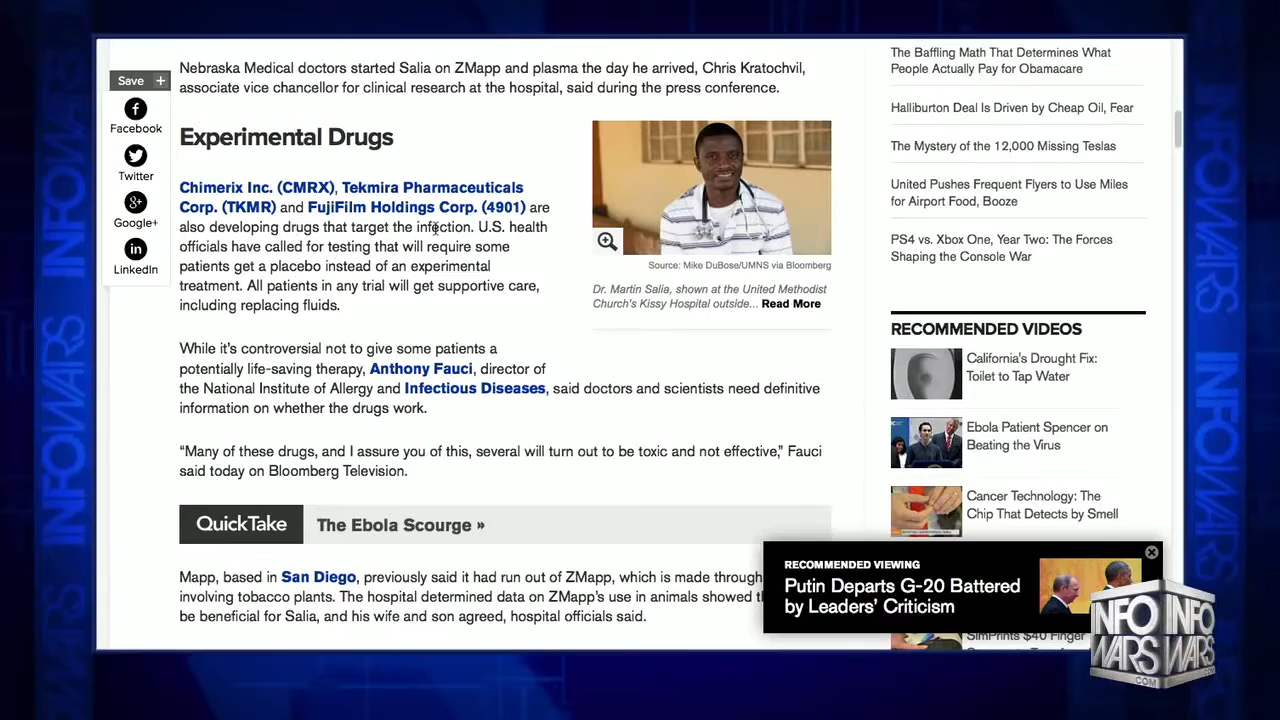 Save +
Facebook
Twitter
Google+
LinkedIn
Nebraska Medical doctors started Salia on ZMapp and plasma the day he arrived, Chris Kratochvil,
associate vice chancellor for clinical research at the hospital, said during the press conference.
Experimental Drugs
Chimerix Inc. (CMRX), Tekmira Pharmaceuticals
Corp. (TKMR) and FujiFilm Holdings Corp. (4901) are
also developing drugs that target the infection. U.S. health
officials have called for testing that will require some
patients get a placebo instead of an experimental
treatment. All patients in any trial will get supportive care,
including replacing fluids.
Source: Mike DuBose/UMNS via Bloomberg
Dr. Martin Salia, shown at the United Methodist
Church's Kissy Hospital outside... Read More
While it's controversial not to give some patients a
potentially life-saving therapy, Anthony Fauci, director of
the National Institute of Allergy and Infectious Diseases, said doctors and scientists need definitive
information on whether the drugs work.
“Many of these drugs, and I assure you of this, several will turn out to be toxic and not effective,” Fauci
said today on Bloomberg Television.
QuickTake The Ebola Scourge »
Mapp, based in San Diego, previously said it had run out of ZMapp, which is made through
involving tobacco plants. The hospital determined data on ZMapp's use in animals showed
be beneficial for Salia, and his wife and son agreed, hospital officials said.
The Baffling Math That Determines What
People Actually Pay for Obamacare
Halliburton Deal Is Driven by Cheap Oil, Fear
The Mystery of the 12,000 Missing Teslas
United Pushes Frequent Flyers to Use Miles
for Airport Food, Booze
PS4 vs. Xbox One, Year Two: The Forces
Shaping the Console War
RECOMMENDED VIDEOS
California's Drought Fix:
Toilet to Tap Water
Ebola Patient Spencer on
Beating the Virus
Cancer Technology: The
Chip That Detects by Smell
SimPrints $40 Finger
RECOMMENDED VIEWING
Putin Departs G-20 Battered
by Leaders' Criticism
INFO INFO
WARS WARS
.COM
INFOWARS
INFOWARS